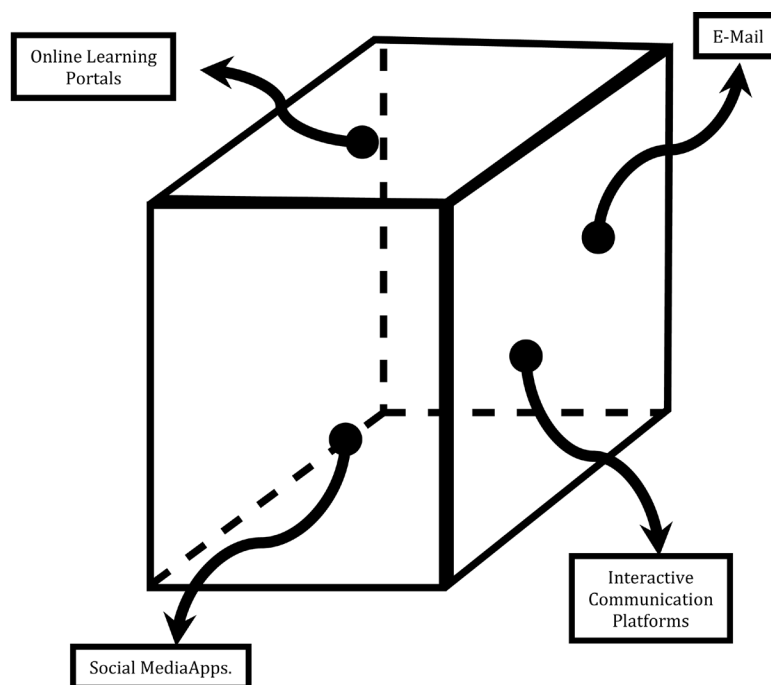 Online Learning
Portals
E-Mail
Interactive
Communication
Platforms
Social MediaApps.